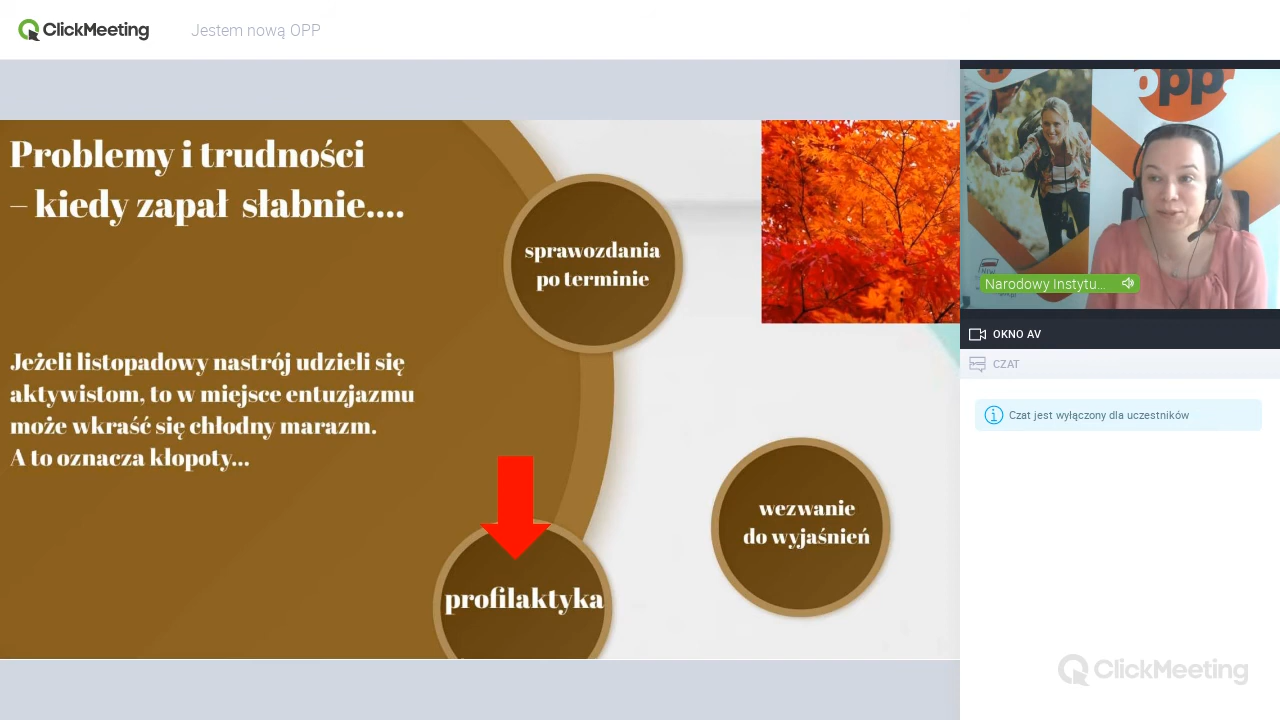 ClickMeeting
Jestem nową OPP
Problemy i trudności
– kiedy zapał słabnie....
sprawozdania
po terminie
Jeżeli listopadowy nastrój udzieli się
aktywistom, to w miejsce entuzjazmu
może wkraść się chłodny marazm.
A to oznacza kłopoty...
wezwanie
do wyjaśnień
profilaktyka
opp
Narodowy Instytu...
OKNO AV
CZAT
Czat jest wyłączony dla uczestników
ClickMeeting